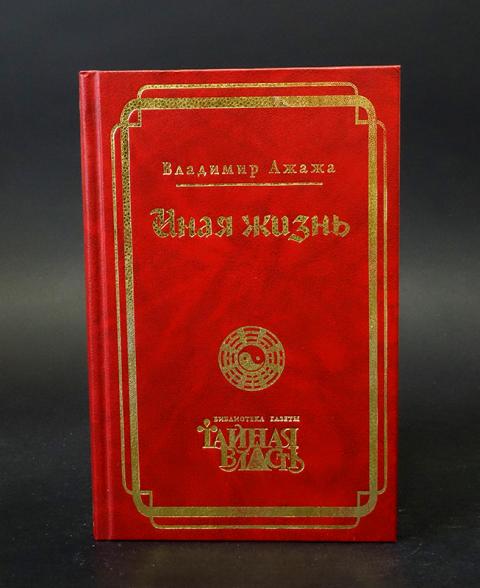 Владимир Ажажа
Иная жизнь
БИБЛИОТЕКА ГАЗЕТЫ
ТАЙНАЯ
ВЛАСТЬ